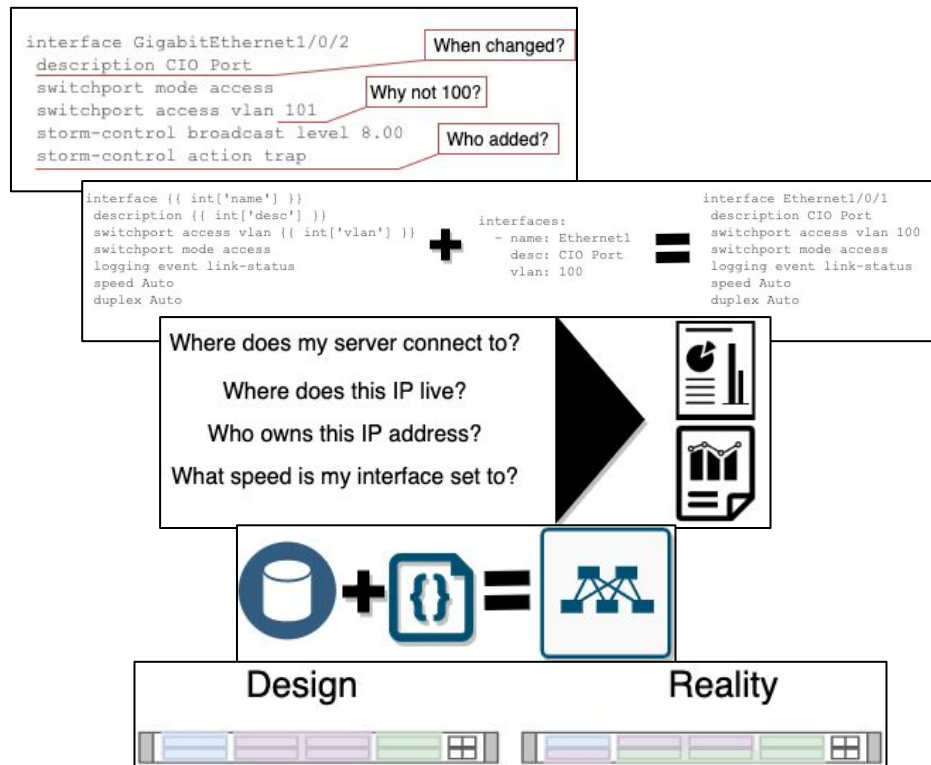 interface GigabitEthernet1/0/2
When changed?
description CIO Port
switchport mode access
Why not 100?
switchport access vlan 101
storm-control broadcast level 8.00
Who added?
storm-control action trap
interface {{ int['name'] }}
description {{ int['desc'] }}
switchport access vlan {{ int['vlan'] }}
switchport mode access
logging event link-status
speed Auto
duplex Auto
+
interfaces:
- name: Ethernet1
desc: CIO Port
vlan: 100
=
interface Ethernet1/0/1
description CIO Port
switchport access vlan 100
switchport mode access
logging event link-status
speed Auto
duplex Auto
Where does my server connect to?
Where does this IP live?
Who owns this IP address?
What speed is my interface set to?
+
{}
=
Design
Reality